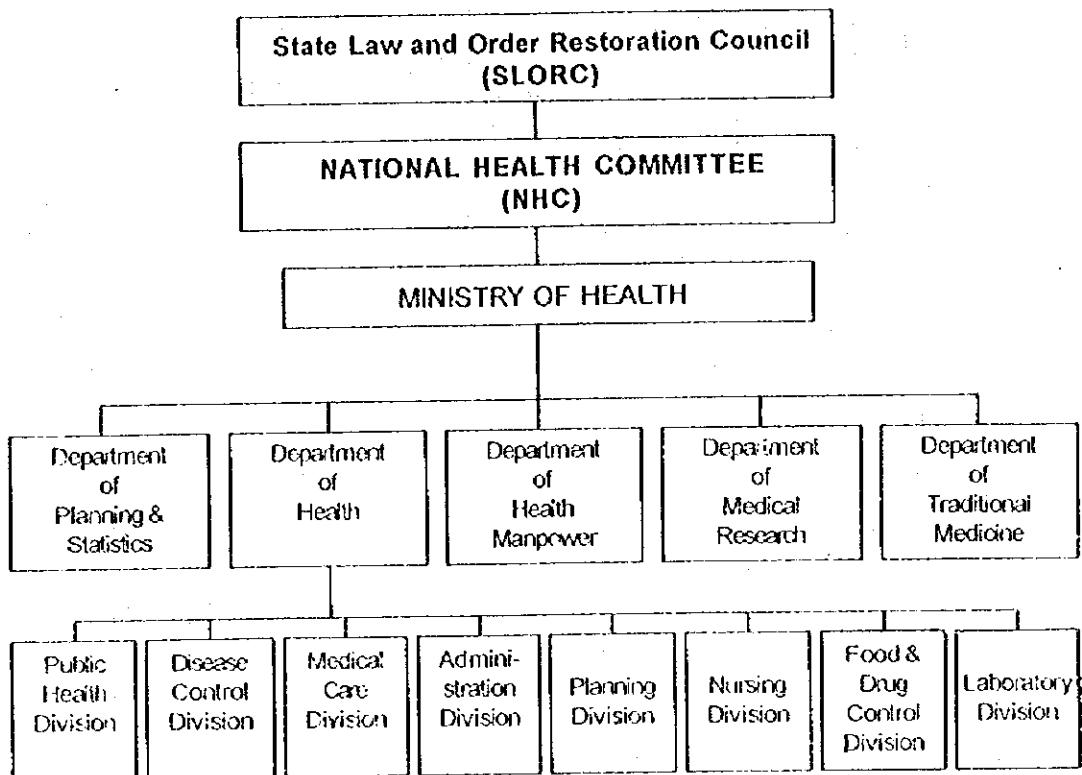 State Law and Order Restoration Council
(SLORC)
NATIONAL HEALTH COMMITTEE
(NHC)
MINISTRY OF HEALTH
Department
of
Planning &
Statistics
Department
of
Health
Department
of
Health
Manpower
Department
of
Medical
Research
Department
of
Traditional
Medicine
Public
Health
Division
Disease
Control
Division
Medical
Care
Division
Admini-
stration
Division
Planning
Division
Nursing
Division
Food &
Drug
Control
Division
Laboratory
Division